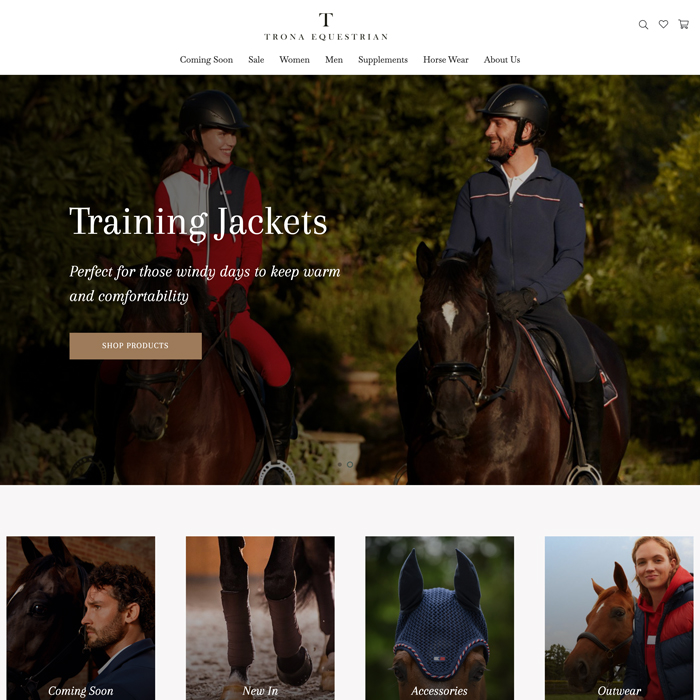 T
TRONA EQUESTRIAN
Coming Soon Sale Women Men Supplements Horse Wear About Us
Training Jackets
Perfect for those windy days to keep warm
and comfortability
SHOP PRODUCTS
Coming Soon New In Accessories Outwear